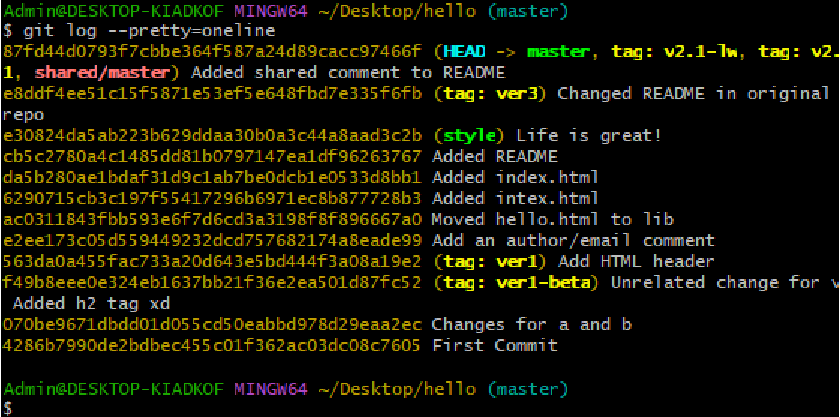 Admin@DESKTOP-KIADKOF MINGW64 ~/Desktop/hello (master)
$ git log --pretty=oneline
87fd44d0793f7cbbe364f587a24d89cacc97466f (HEAD -> master, tag: v2.1-lw, tag: v2.
1, shared/master) Added shared comment to README
e8ddf4ee51c15f5871e53ef5e648fbd7e335f6fb (tag: ver3) Changed README in original
repo
e30824da5ab223b629ddaa30b0a3c44a8aad3c2b (style) Life is great!
cb5c2780a4c1485dd81b0797147ea1df96263767 Added README
da5b280ae1bdaf31d9c1ab7be0dcb1e0533d8bb1 Added index.html
6290715cb3c197f55417296b6971ec8b877728b3 Added intex.html
ac0311843fbb593e6f7d6cd3a3198f8f896667a0 Moved hello.html to lib
e2ee173c05d559449232dcd757682174a8eade99 Add an author/email comment
563da0a455fac733a20d643e5bd444f3a08a19e2 (tag: ver1) Add HTML header
f49b8eee0e324eb1637bb21f36e2ea501d87fc52 (tag: ver1-beta) Unrelated change for v
Added h2 tag xd
070be9671dbdd01d055cd50eabbd978d29eaa2ec Changes for a and b
4286b7990de2bdbec455c01f362ac03dc08c7605 First Commit
Admin@DESKTOP-KIADKOF MINGW64 ~/Desktop/hello (master)
$